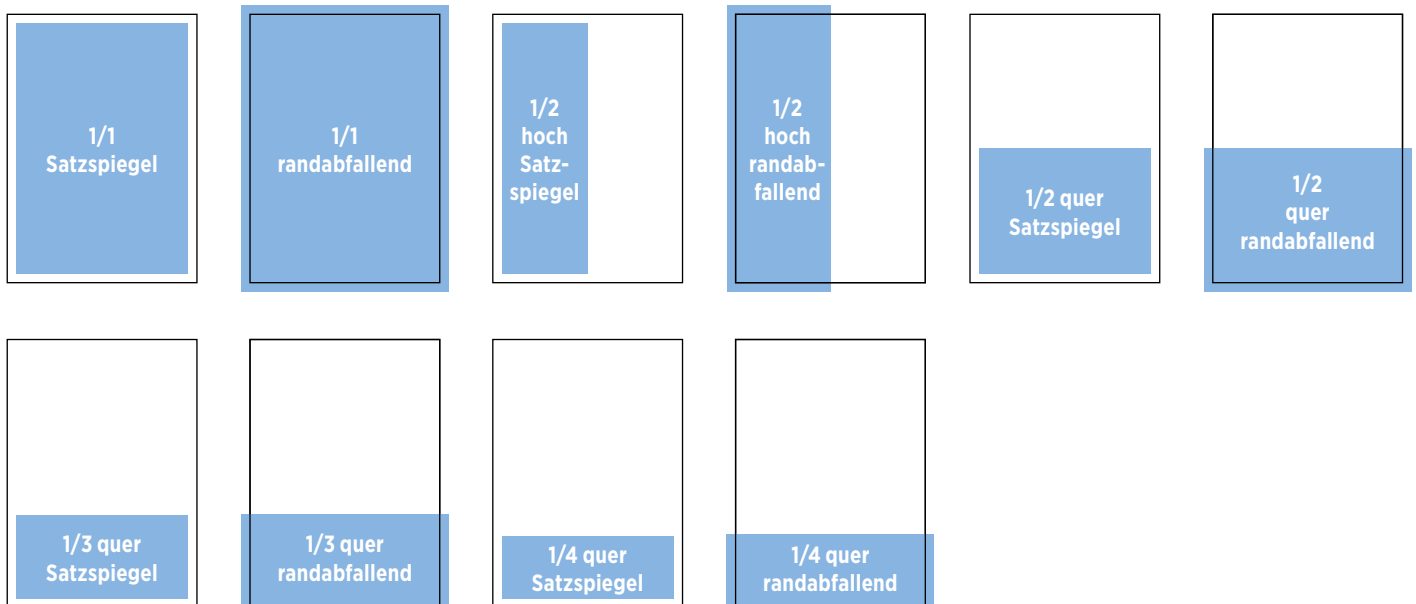 1/1
Satzspiegel
1/1
randabfallend
1/2
hoch
Satz-
spiegel
1/2
hoch
randab-
fallend
1/2 quer
Satzspiegel
1/2
quer
randabfallend
1/3 quer
Satzspiegel
1/3 quer
randabfallend
1/4 quer
Satzspiegel
1/4 quer
randabfallend